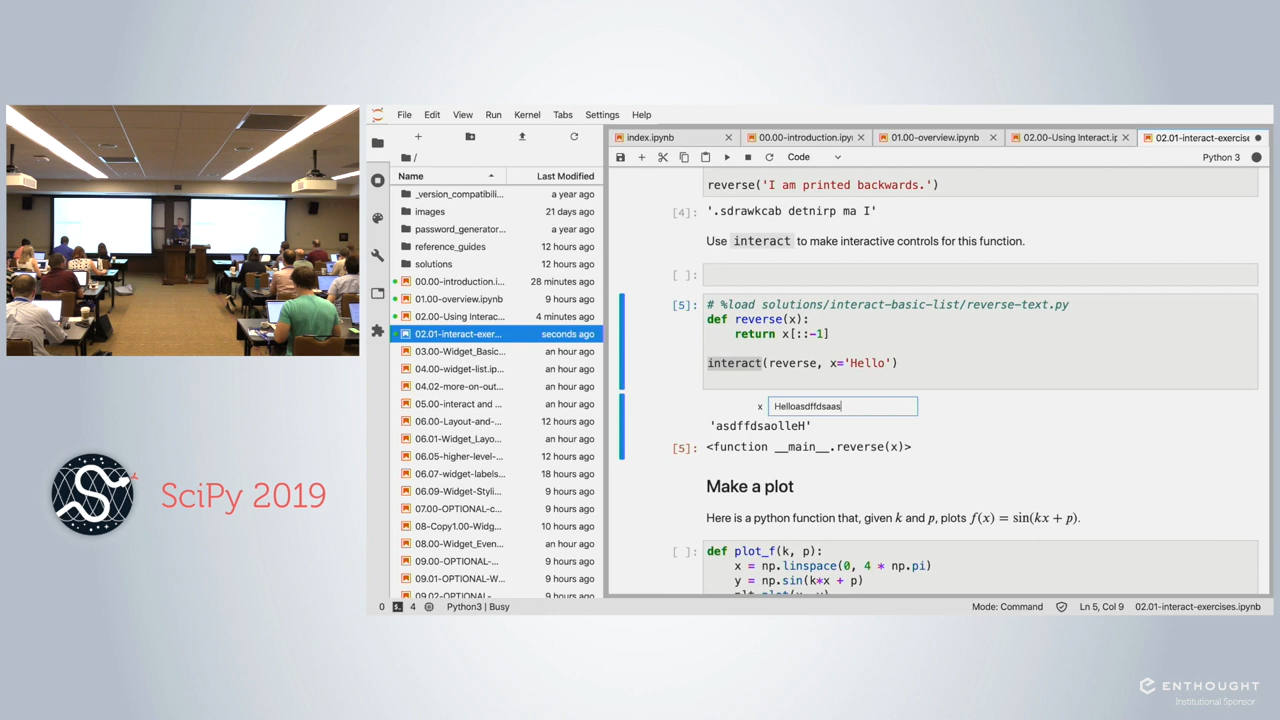 File Edit View Run Kernel Tabs Settings Help
/
Name Last Modified
_version_compatibili... a year ago
images 21 days ago
password_generator... a year ago
reference_guides 12 hours ago
solutions 12 hours ago
00.00-introduction.i... 28 minutes ago
01.00-overview.ipynb 9 hours ago
02.00-Using Interac... 4 minutes ago
02.01-interact-exer... seconds ago
03.00-Widget_Basic... an hour ago
04.00-widget-list.ip... an hour ago
04.02-more-on-out... an hour ago
05.00-interact and ... an hour ago
06.00-Layout-and-... 12 hours ago
06.01-Widget_Layo... an hour ago
06.05-higher-level-... 12 hours ago
06.07-widget-labels... 18 hours ago
06.09-Widget-Styli... 9 hours ago
07.00-OPTIONAL-c... 9 hours ago
08-Copy1.00-Widg... 10 hours ago
08.00-Widget_Even... an hour ago
09.00-OPTIONAL-... 9 hours ago
09.01-OPTIONAL-W... 9 hours ago
09.02-OPTIONAL-... 9 hours ago
index.ipynb 00.00-introduction.ipyn 01.00-overview.ipynb 02.00-Using Interact.ip 02.01-interact-exercise
Code Python 3
reverse('I am printed backwards.')
[4]: '.sdrawkcab detnirp ma I'
Use interact to make interactive controls for this function.
[ ]:
[5]: # %load solutions/interact-basic-list/reverse-text.py
def reverse(x):
return x[::-1]
interact(reverse, x='Hello')
x Helloasdffdsaas
'asdffdsaolleH'
[5]: <function __main__.reverse(x)>
Make a plot
Here is a python function that, given k and p, plots f(x) = sin(kx + p).
[ ]: def plot_f(k, p):
x = np.linspace(0, 4 * np.pi)
y = np.sin(k*x + p)
plt.plot(x, y)
0 4 Python3 | Busy Mode: Command Ln 5, Col 9 02.01-interact-exercises.ipynb
SciPy 2019
ENTHOUGHT
Institutional Sponsor